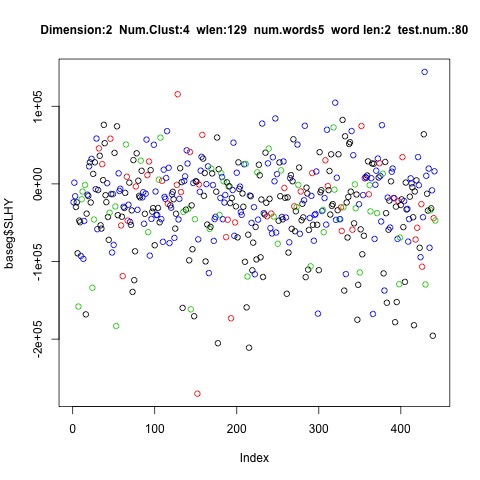 Dimension:2 Num.Clust:4 wlen:129 num.words5 word len:2 test.num.:80
1e+05
0e+00
-1e+05
-2e+05
baseg$SLHY
0 100 200 300 400
Index